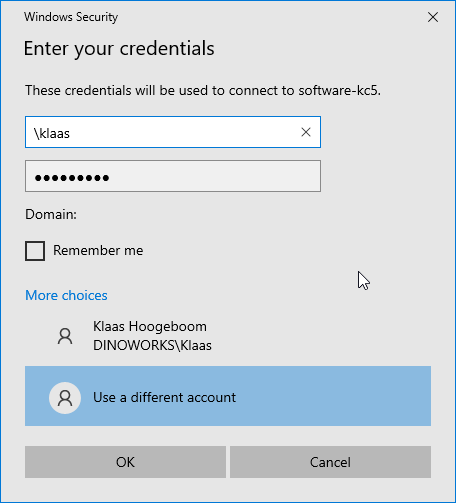 Windows Security
Enter your credentials
These credentials will be used to connect to software-kc5.
\klaas
●●●●●●●●●
Domain:
Remember me
More choices
Klaas Hoogeboom
DINOWORKS\Klaas
Use a different account
OK
Cancel